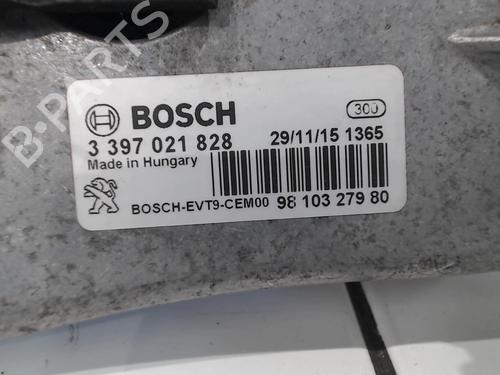 B-PARTS
BOSCH 300
3 397 021 828 29/11/15 1365
Made in Hungary
BOSCH-EVT9-CEM00 98 103 279 80